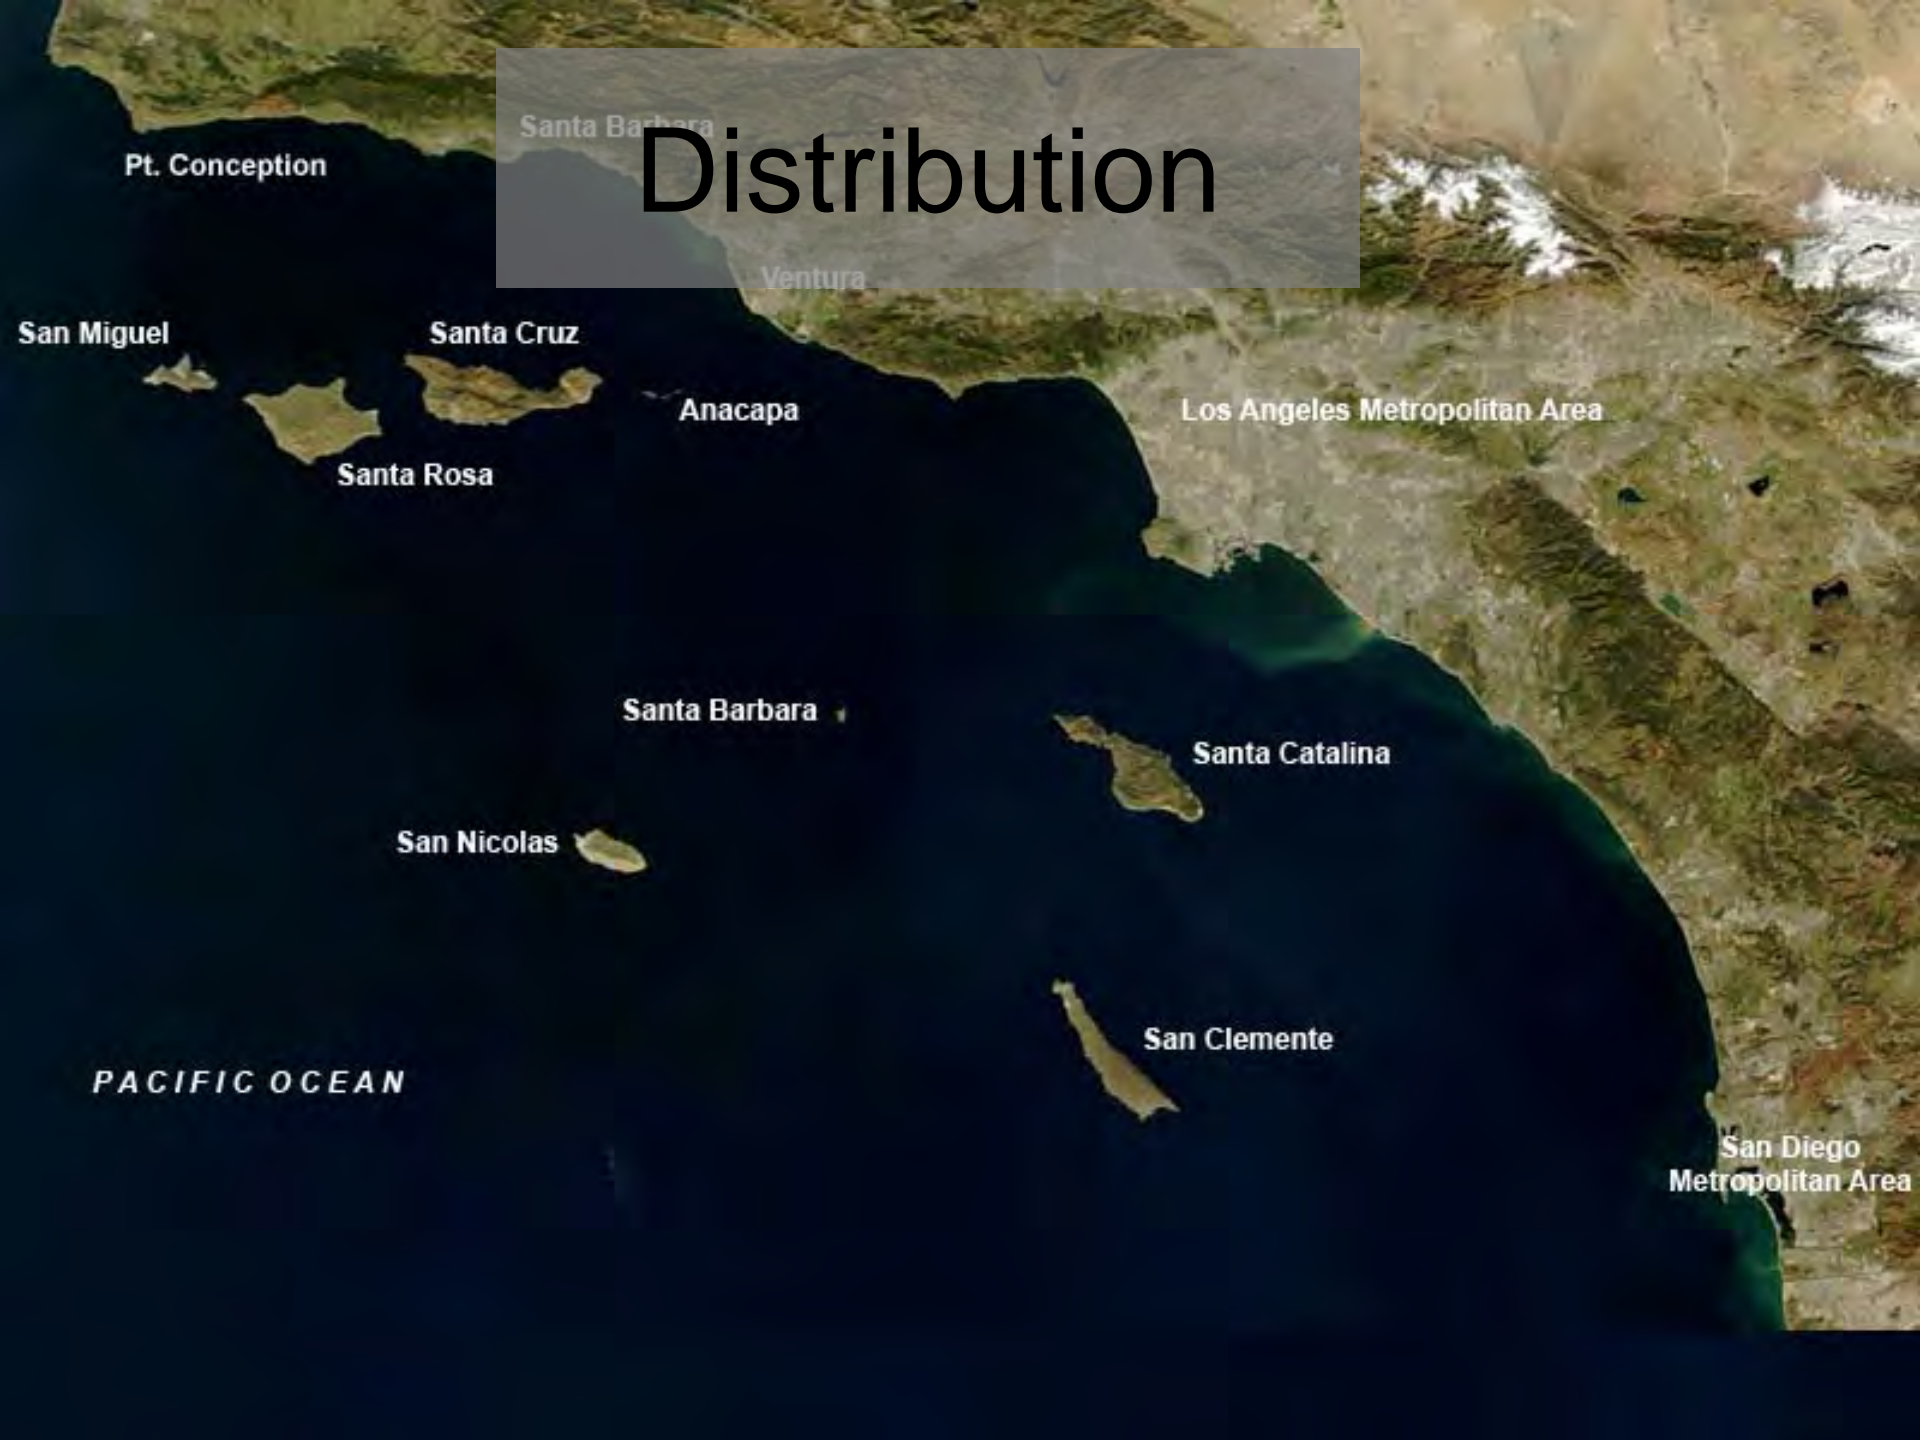 Santa Barbara
Distribution
Pt. Conception
Ventura
San Miguel
Santa Cruz
Anacapa
Los Angeles Metropolitan Area
Santa Rosa
Santa Barbara
Santa Catalina
San Nicolas
San Clemente
PACIFIC OCEAN
San Diego
Metropolitan Area